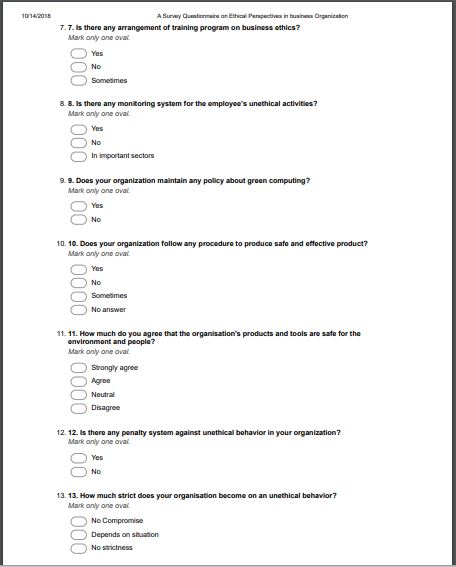 10/14/2018 A Survey Questionnaire on Ethical Perspectives in business Organization
7. 7. Is there any arrangement of training program on business ethics?
Mark only one oval.
Yes
No
Sometimes
8. 8. Is there any monitoring system for the employee's unethical activities?
Mark only one oval.
Yes
No
In important sectors
9. 9. Does your organization maintain any policy about green computing?
Mark only one oval.
Yes
No
10. 10. Does your organization follow any procedure to produce safe and effective product?
Mark only one oval.
Yes
No
Sometimes
No answer
11. 11. How much do you agree that the organisation's products and tools are safe for the
environment and people?
Mark only one oval.
Strongly agree
Agree
Neutral
Disagree
12. 12. Is there any penalty system against unethical behavior in your organization?
Mark only one oval.
Yes
No
13. 13. How much strict does your organisation become on an unethical behavior?
Mark only one oval.
No Compromise
Depends on situation
No strictness